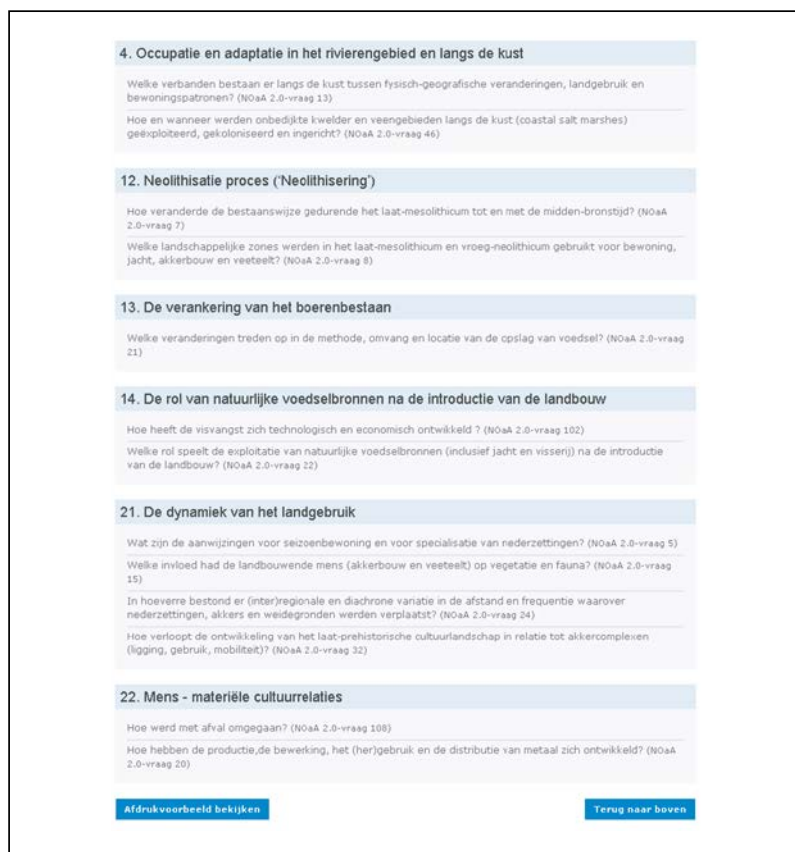 4. Occupatie en adaptatie in het rivierengebied en langs de kust
Welke verbanden bestaan er langs de kust tussen fysisch-geografische veranderingen, landgebruik en
bewoningspatronen? (NOaA 2.0-vraag 13)
Hoe en wanneer werden onbedijkte kwelder en veengebieden langs de kust (coastal salt marshes)
geëxploiteerd, gekoloniseerd en ingericht? (NOaA 2.0-vraag 46)
12. Neolithisatie proces ('Neolithisering')
Hoe veranderde de bestaanswijze gedurende het laat-mesolithicum tot en met de midden-bronstijd? (NOaA
2.0-vraag 7)
Welke landschappelijke zones werden in het laat-mesolithicum en vroeg-neolithicum gebruikt voor bewoning,
jacht, akkerbouw en veeteelt? (NOaA 2.0-vraag 8)
13. De verankering van het boerenbestaan
Welke veranderingen treden op in de methode, omvang en locatie van de opslag van voedsel? (NOaA 2.0-vraag
21)
14. De rol van natuurlijke voedselbronnen na de introductie van de landbouw
Hoe heeft de visvangst zich technologisch en economisch ontwikkeld ? (NOaA 2.0-vraag 102)
Welke rol speelt de exploitatie van natuurlijke voedselbronnen (inclusief jacht en visserij) na de introductie
van de landbouw? (NOaA 2.0-vraag 22)
21. De dynamiek van het landgebruik
Wat zijn de aanwijzingen voor seizoenbewoning en voor specialisatie van nederzettingen? (NOaA 2.0-vraag 5)
Welke invloed had de landbouwende mens (akkerbouw en veeteelt) op vegetatie en fauna? (NOaA 2.0-vraag
15)
In hoeverre bestond er (inter)regionale en diachrone variatie in de afstand en frequentie waarover
nederzettingen, akkers en weidegronden werden verplaatst? (NOaA 2.0-vraag 24)
Hoe verloopt de ontwikkeling van het laat-prehistorische cultuurlandschap in relatie tot akkercomplexen
(ligging, gebruik, mobiliteit)? (NOaA 2.0-vraag 32)
22. Mens - materiële cultuurrelaties
Hoe werd met afval omgegaan? (NOaA 2.0-vraag 108)
Hoe hebben de productie,de bewerking, het (her)gebruik en de distributie van metaal zich ontwikkeld? (NOaA
2.0-vraag 20)
Afdrukvoorbeeld bekijken
Terug naar boven